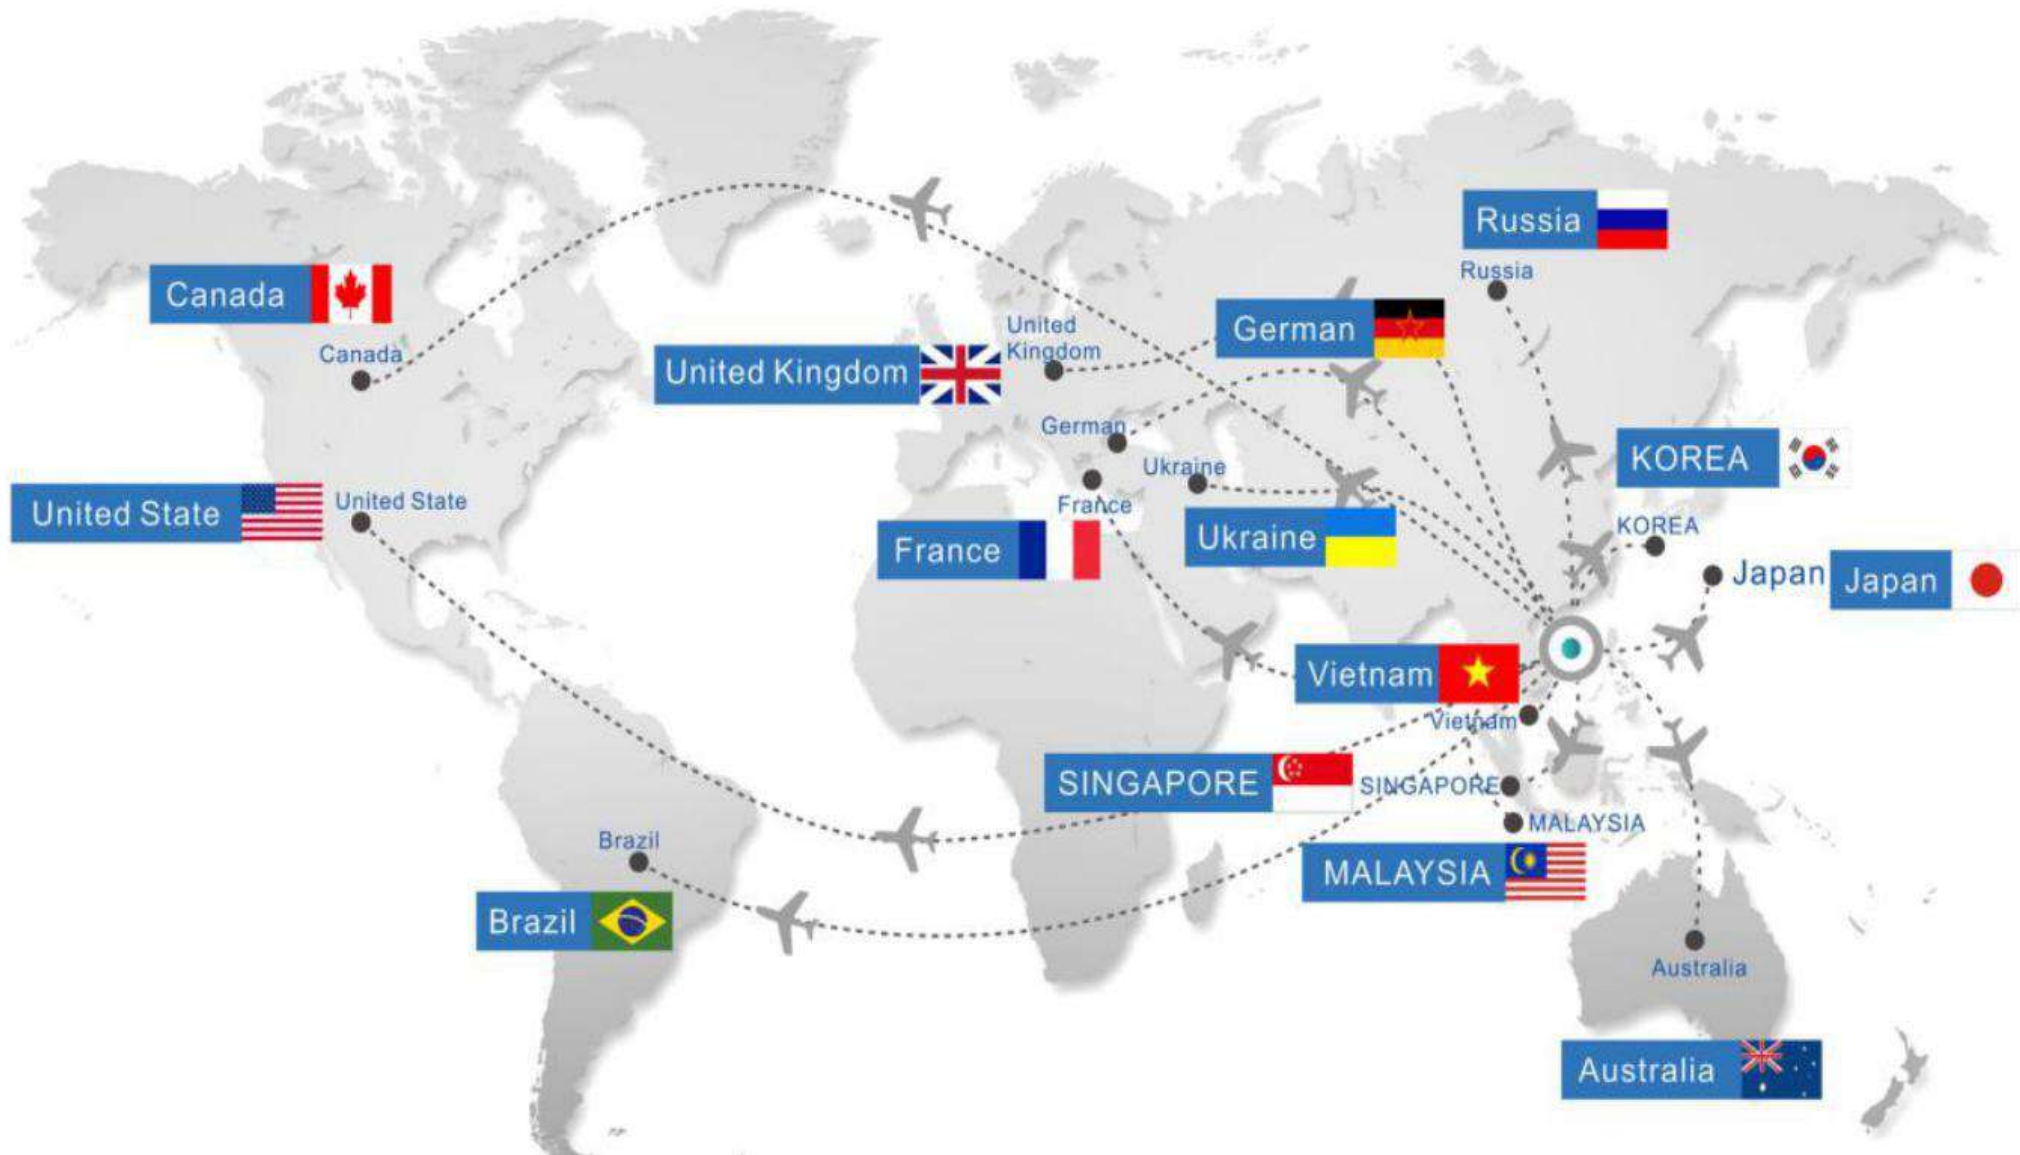 Russia
Russia
Canada
Canada
German
United
Kingdom
United Kingdom
German
KOREA
KOREA
Ukraine
Ukraine
United State
United State
France
France
Japan
Japan
Vietnam
Vietnam
SINGAPORE
SINGAPORE
MALAYSIA
MALAYSIA
Brazil
Brazil
Australia
Australia